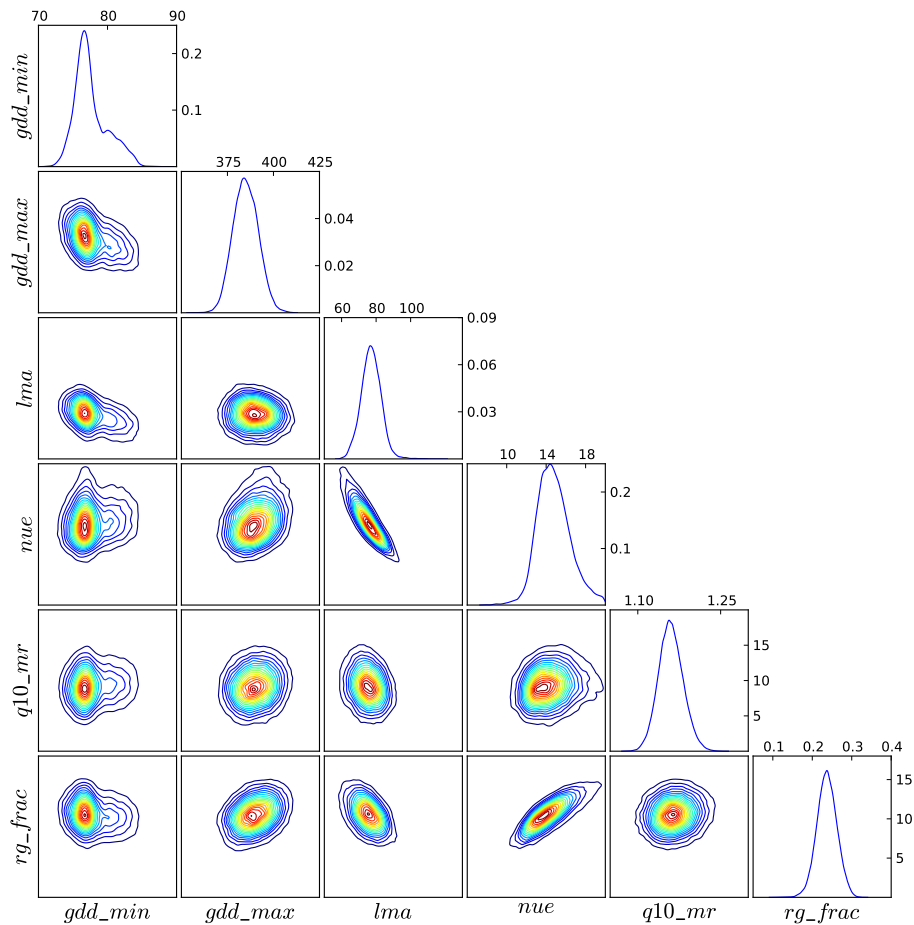 70 80 90
gdd_min
0.2
0.1
375 400 425
gdd_max
0.04
0.02
60 80 100
lma
0.09
0.06
0.03
10 14 18
nue
0.2
0.1
1.10 1.25
q10_mr
15
10
5
0.1 0.2 0.3 0.4
rg_frac
15
10
5
gdd_min gdd_max lma nue q10_mr rg_frac